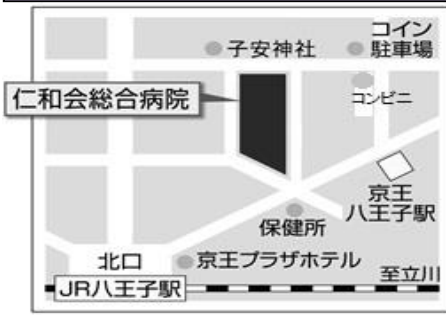 コイン
駐車場
子安神社
仁和会総合病院
コンビニ
京王
八王子駅
保健所
北口
京王プラザホテル
至立川
JR八王子駅